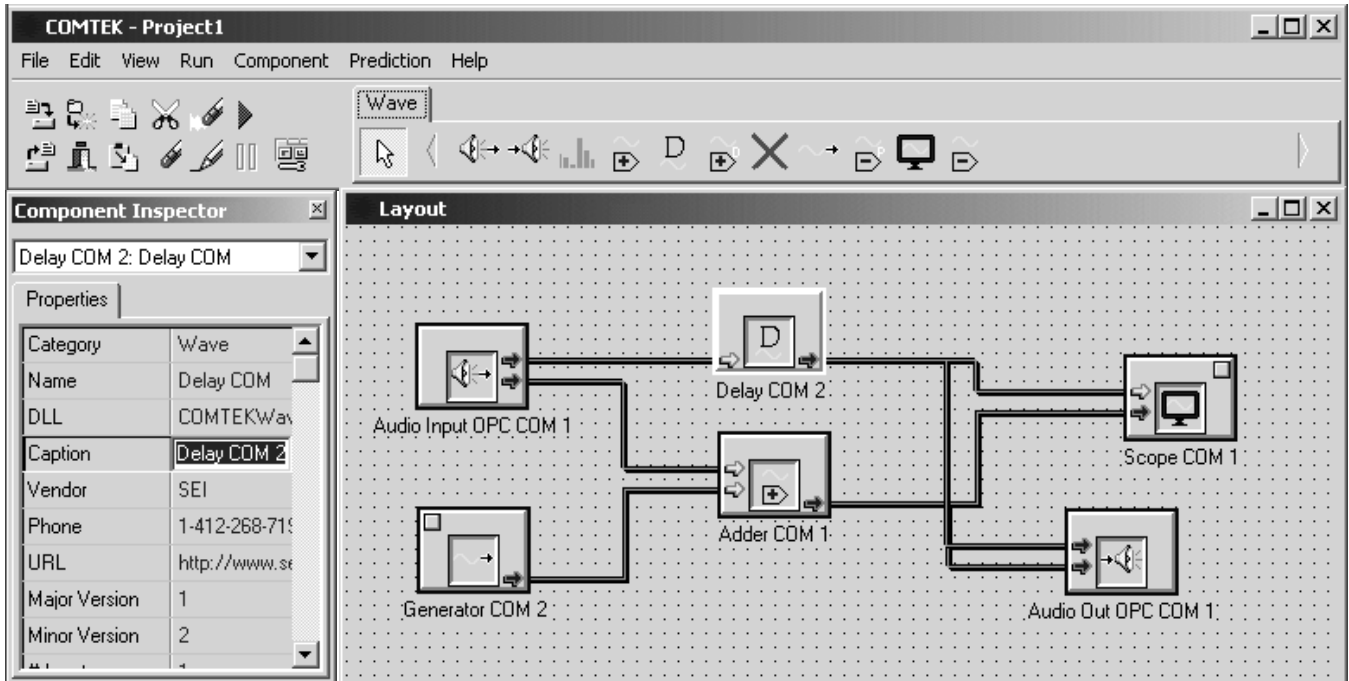 COMTEK - Project1
File Edit View Run Component Prediction Help
Wave
D
Component Inspector
Delay COM 2: Delay COM
Properties
Category Wave
Name Delay COM
DLL COMTEKWav
Caption Delay COM 2
Vendor SEI
Phone 1-412-268-719
URL http://www.se
Major Version 1
Minor Version 2
Layout
D
Delay COM 2
Audio Input OPC COM 1
Scope COM 1
Adder COM 1
Generator COM 2
Audio Out OPC COM 1